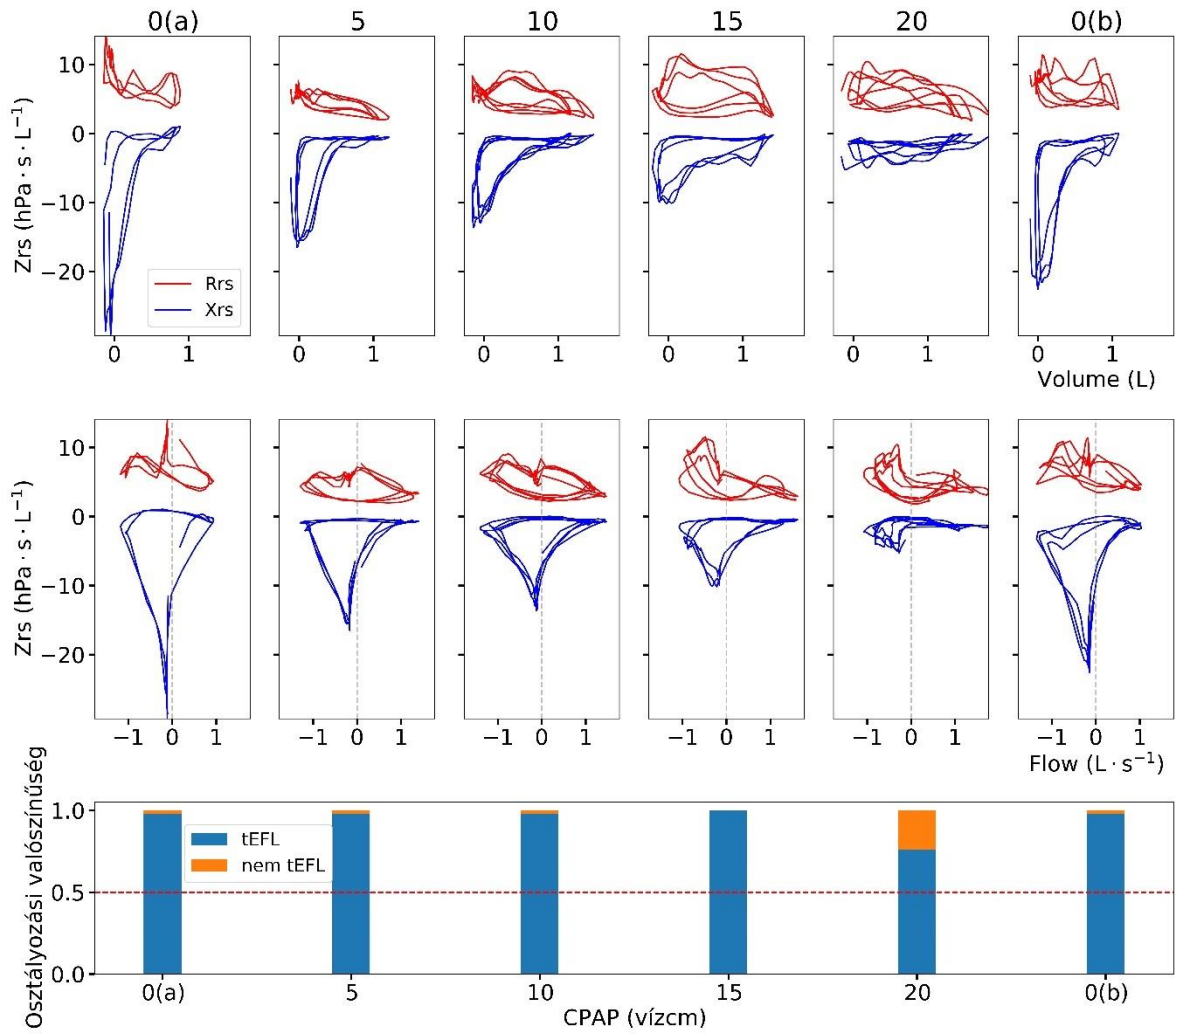 0(a) 5 10 15 20 0(b)
10
0
−10
−20
Zrs (hPa · s · L⁻¹)
Rrs
Xrs
0 1 0 1 0 1 0 1 0 1 0 1
Volume (L)
10
0
−10
−20
Zrs (hPa · s · L⁻¹)
−1 0 1 −1 0 1 −1 0 1 −1 0 1 −1 0 1 −1 0 1
Flow (L · s⁻¹)
Osztályozási valószínűség
1.0
0.5
0.0
tEFL
nem tEFL
0(a) 5 10 15 20 0(b)
CPAP (vízcm)